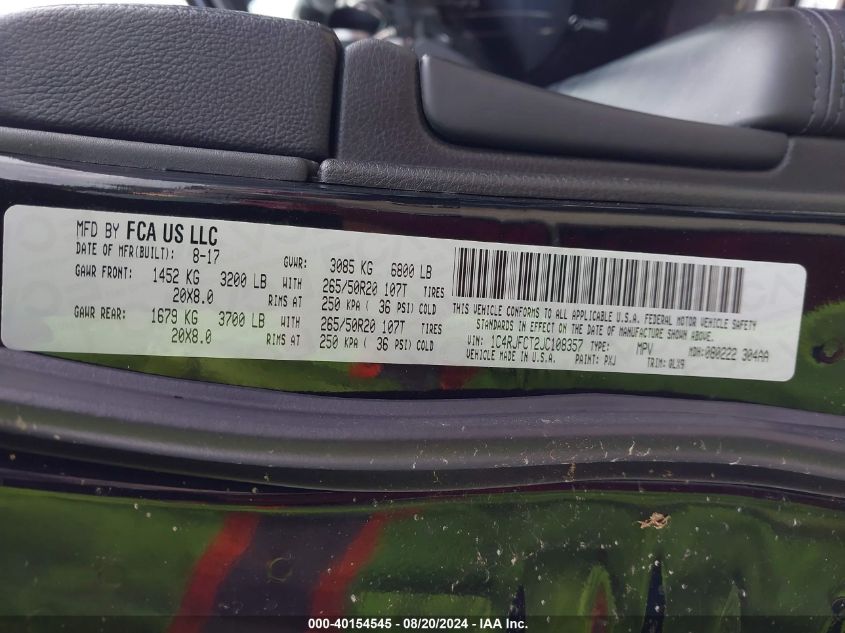 MFD BY FCA US LLC
DATE OF MFR(BUILT): 8-17 GVWR: 3085 KG 6800 LB
GAWR FRONT: 1452 KG 3200 LB WITH 265/50R20 107T TIRES
20X8.0 RIMS AT 250 KPA ( 36 PSI) COLD
GAWR REAR: 1679 KG 3700 LB WITH 265/50R20 107T TIRES
20X8.0 RIMS AT 250 KPA ( 36 PSI) COLD
THIS VEHICLE CONFORMS TO ALL APPLICABLE U.S.A. FEDERAL MOTOR VEHICLE SAFETY
STANDARDS IN EFFECT ON THE DATE OF MANUFACTURE SHOWN ABOVE.
VIN: 1C4RJFCT2JC108357 TYPE: MPV MDH: 080222 304AA
VEHICLE MADE IN U.S.A. PAINT: PXJ TRIM: QLX9
000-40154545 - 08/20/2024 - IAA Inc.